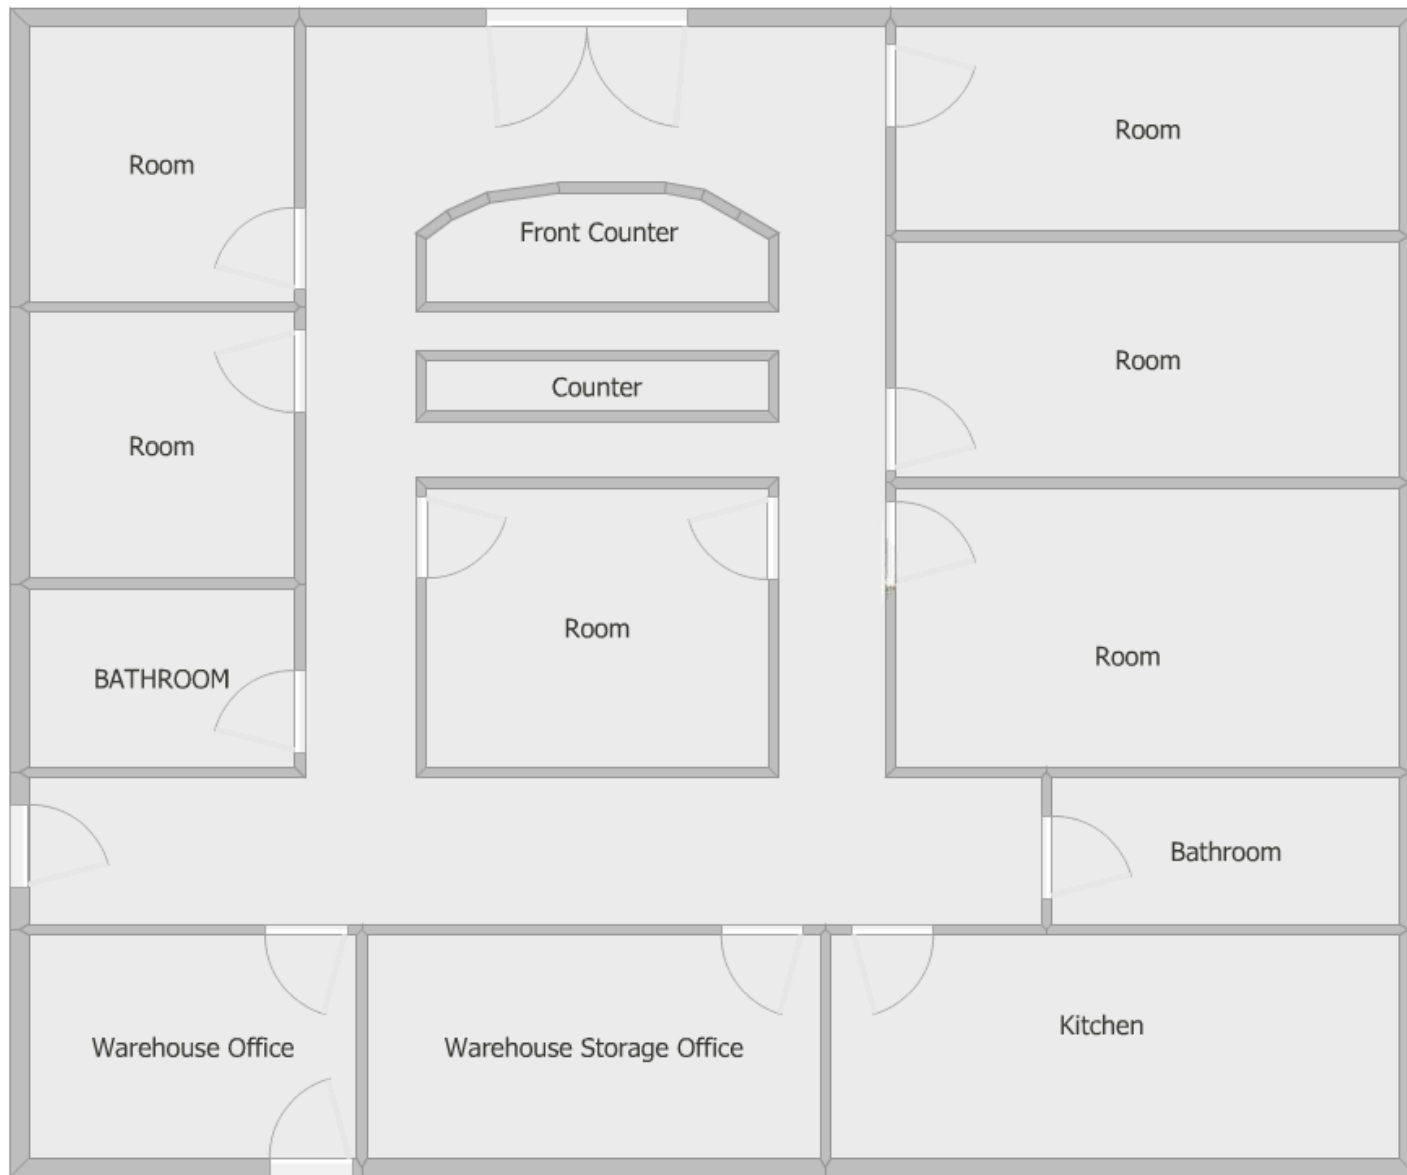 Room
Room
Front Counter
Room
Counter
Room
Room
Room
BATHROOM
Bathroom
Kitchen
Warehouse Office
Warehouse Storage Office
Room